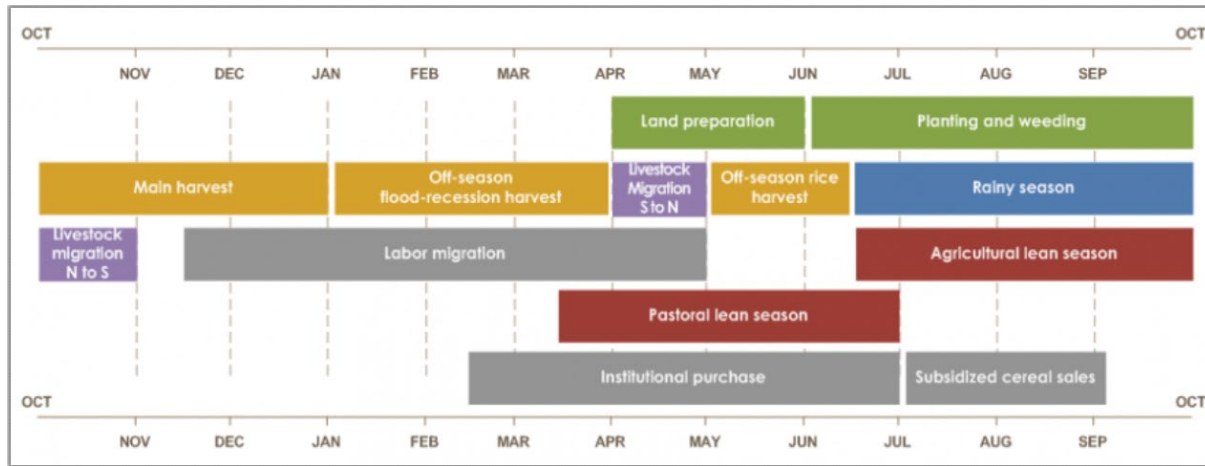 OCT OCT
NOV DEC JAN FEB MAR APR MAY JUN JUL AUG SEP
Land preparation
Planting and weeding
Main harvest
Off-season
flood-recession harvest
Livestock
Migration
S to N
Off-season rice
harvest
Rainy season
Livestock
migration
N to S
Labor migration
Agricultural lean season
Pastoral lean season
Institutional purchase
Subsidized cereal sales
OCT OCT
NOV DEC JAN FEB MAR APR MAY JUN JUL AUG SEP